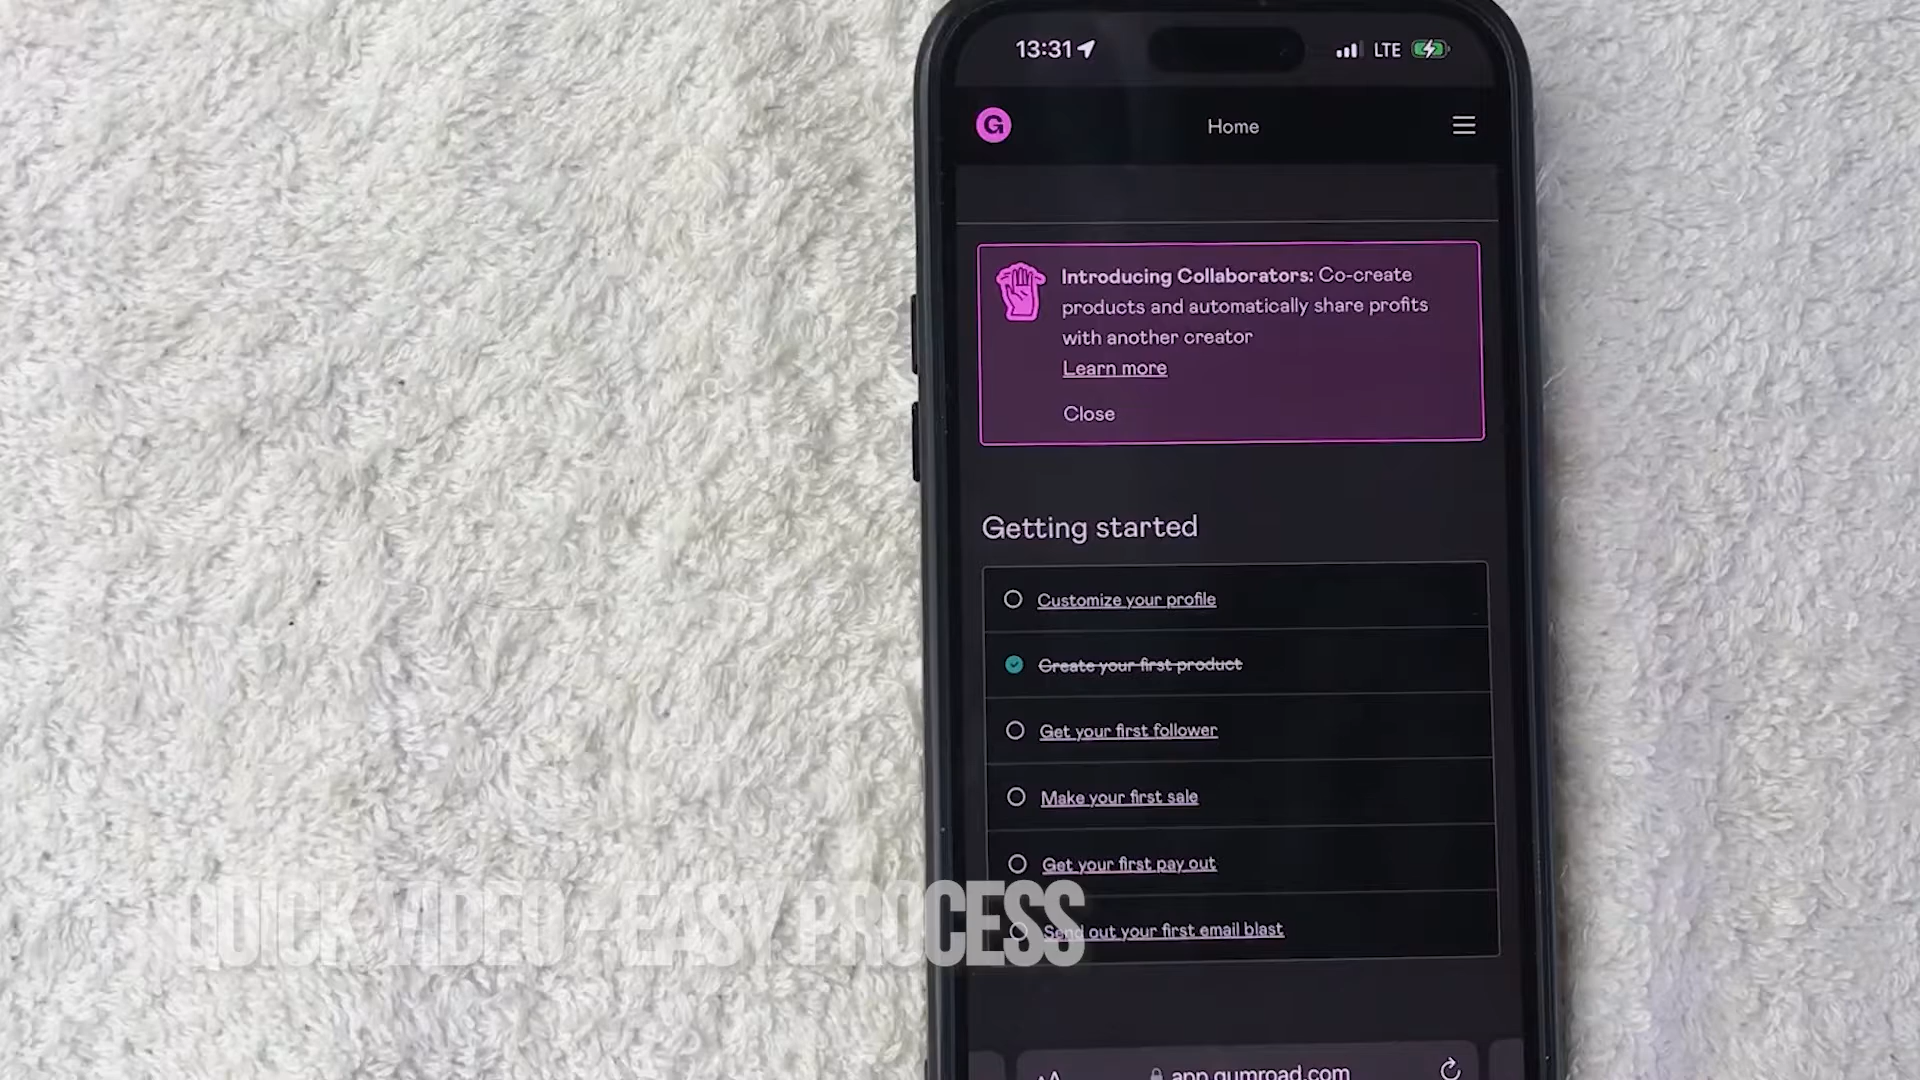 13:31
LTE
G
Home
Introducing Collaborators: Co-create
products and automatically share profits
with another creator
Learn more
Close
Getting started
Customize your profile
Create your first product
Get your first follower
Make your first sale
Get your first pay out
Send out your first email blast
QUICK VIDEO - EASY PROCESS
AA
app.gumroad.com